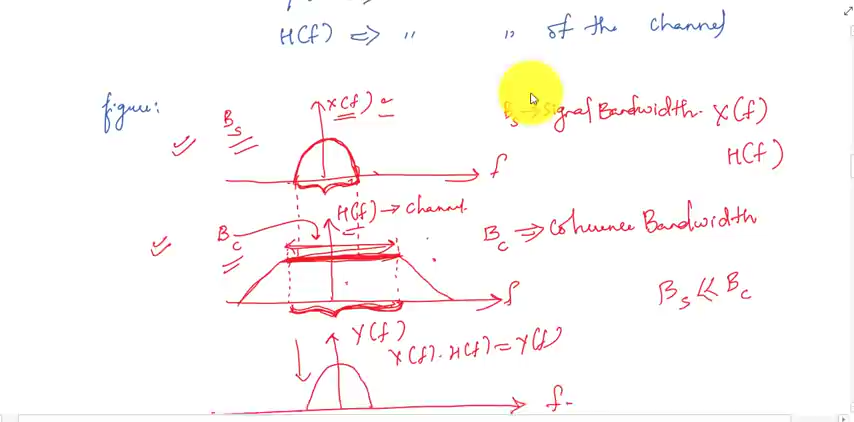 H(f) => " " of the channel
figure:
X(f)
Bs
Bs → Signal Bandwidth. X(f)
H(f)
f
H(f) → Channel
Bc
Bc => Coherence Bandwidth
f
Bs << Bc
Y(f)
X(f) . H(f) = Y(f)
f